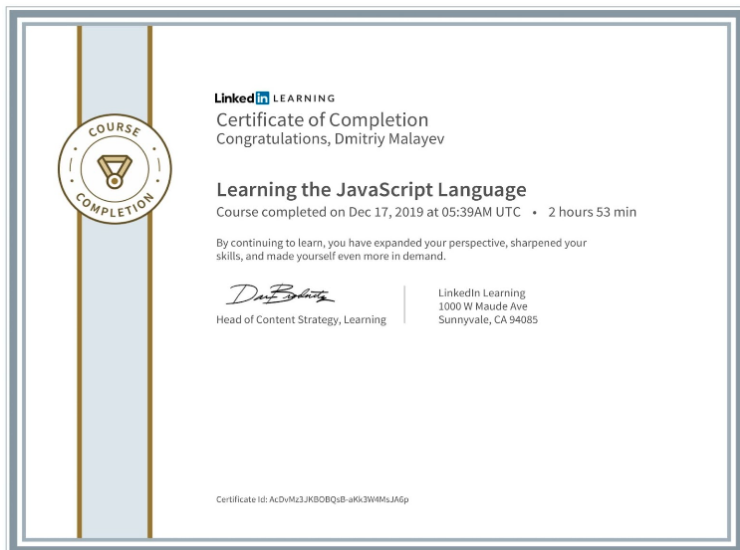 COURSE
COMPLETION
Linked in LEARNING
Certificate of Completion
Congratulations, Dmitriy Malayev
Learning the JavaScript Language
Course completed on Dec 17, 2019 at 05:39AM UTC • 2 hours 53 min
By continuing to learn, you have expanded your perspective, sharpened your
skills, and made yourself even more in demand.
Head of Content Strategy, Learning
LinkedIn Learning
1000 W Maude Ave
Sunnyvale, CA 94085
Certificate Id: AcDvMz3JKBOBQsB-aKk3W4MsJA6p